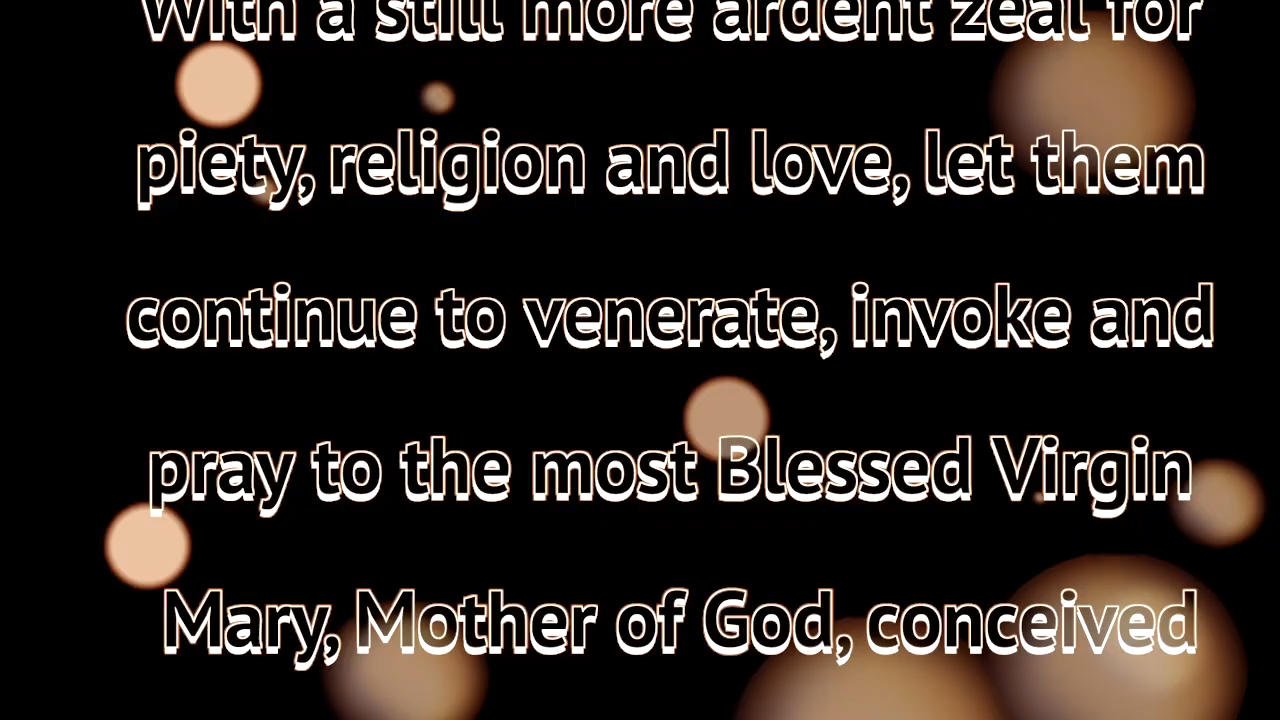 With a still more ardent zeal for
piety, religion and love, let them
continue to venerate, invoke and
pray to the most Blessed Virgin
Mary, Mother of God, conceived